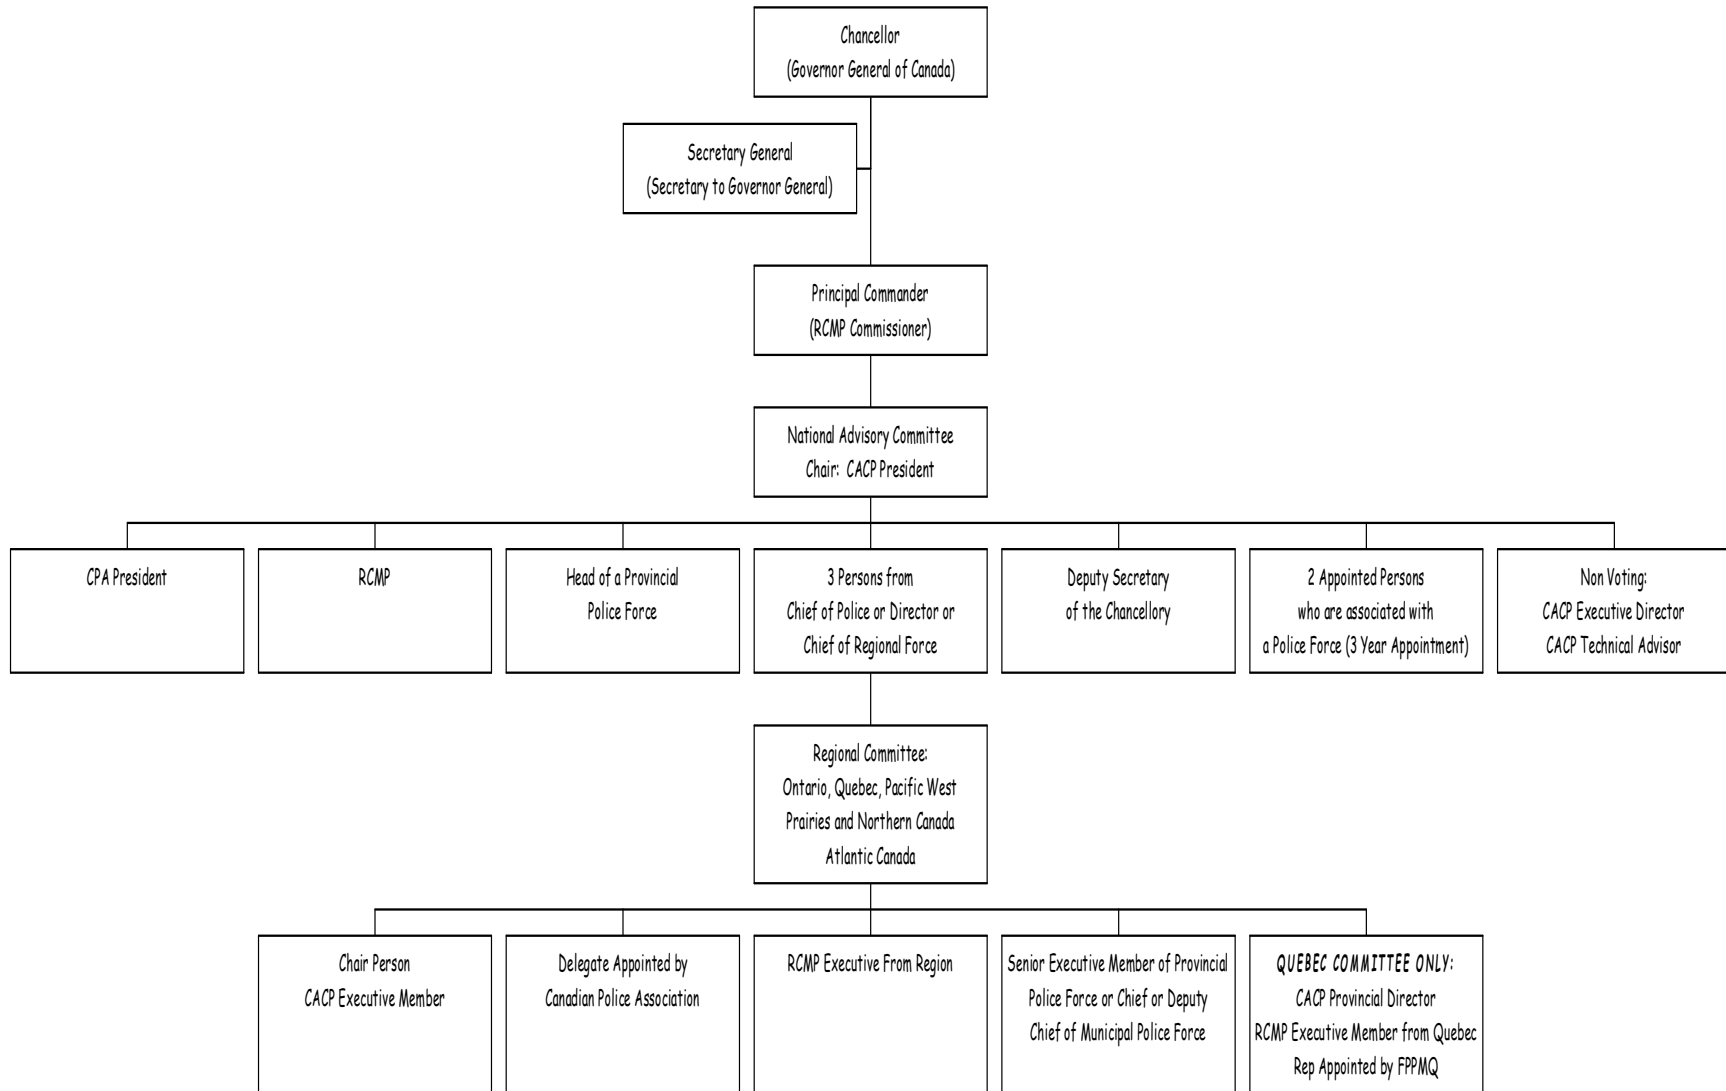 Chancellor
(Governor General of Canada)
Secretary General
(Secretary to Governor General)
Principal Commander
(RCMP Commissioner)
National Advisory Committee
Chair: CACP President
CPA President
RCMP
Head of a Provincial
Police Force
3 Persons from
Chief of Police or Director or
Chief of Regional Force
Deputy Secretary
of the Chancellory
2 Appointed Persons
who are associated with
a Police Force (3 Year Appointment)
Non Voting:
CACP Executive Director
CACP Technical Advisor
Regional Committee:
Ontario, Quebec, Pacific West
Prairies and Northern Canada
Atlantic Canada
Chair Person
CACP Executive Member
Delegate Appointed by
Canadian Police Association
RCMP Executive From Region
Senior Executive Member of Provincial
Police Force or Chief or Deputy
Chief of Municipal Police Force
QUEBEC COMMITTEE ONLY:
CACP Provincial Director
RCMP Executive Member from Quebec
Rep Appointed by FPPMQ